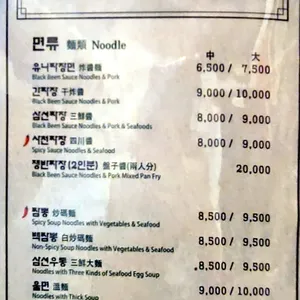 면류 麵類 Noodle
中 大
유니짜장면 炸醬麵 6,500 / 7,500
Black Been Sauce Noodles & Pork
간짜장 干炸醬 9,000 / 10,000
Black Been Sauce Noodles & Pork
삼선짜장 三鮮醬 8,000 / 9,000
Black Been Sauce Noodles & Pork & Seafoods
사천짜장 四川醬 8,000 / 9,000
Spicy Sauce Noodles & Seafood
쟁반짜장(2인분) 盤子醬(兩人分) 20,000
Black Been Sauce Noodles & Pork Mixed Pan Fry
짬뽕 炒碼麵 8,500 / 9,500
Spicy Soup Noodles with Vegetables & Seafood
백짬뽕 白炒碼麵 8,500 / 9,500
Non-Spicy Soup Noodles with Vegetables & Seafood
삼선우동 三鮮大麵 8,500 / 9,500
Noodles with Three Kinds of Seafood Egg Soup
울면 溫麵 9,000 / 10,000
Noodles with Thick Soup